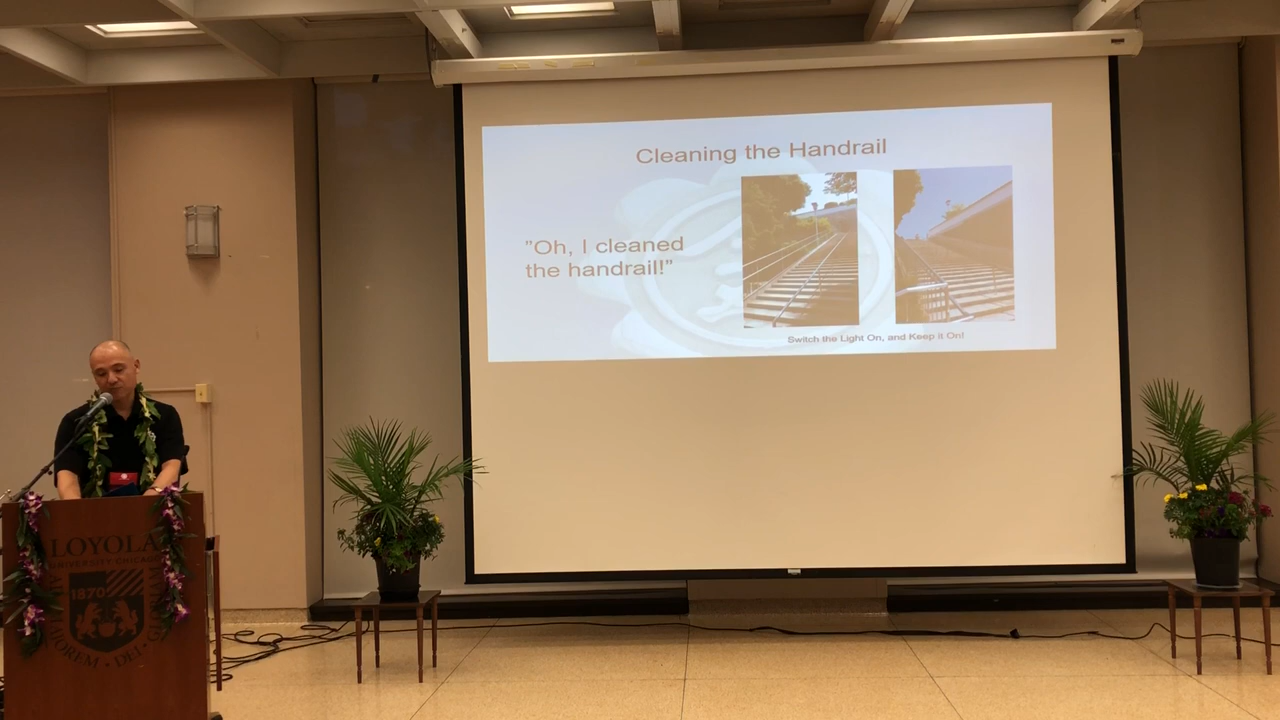 Cleaning the Handrail
"Oh, I cleaned
the handrail!"
Switch the Light On, and Keep it On!
LOYOLA
UNIVERSITY CHICAGO
1870
DEI